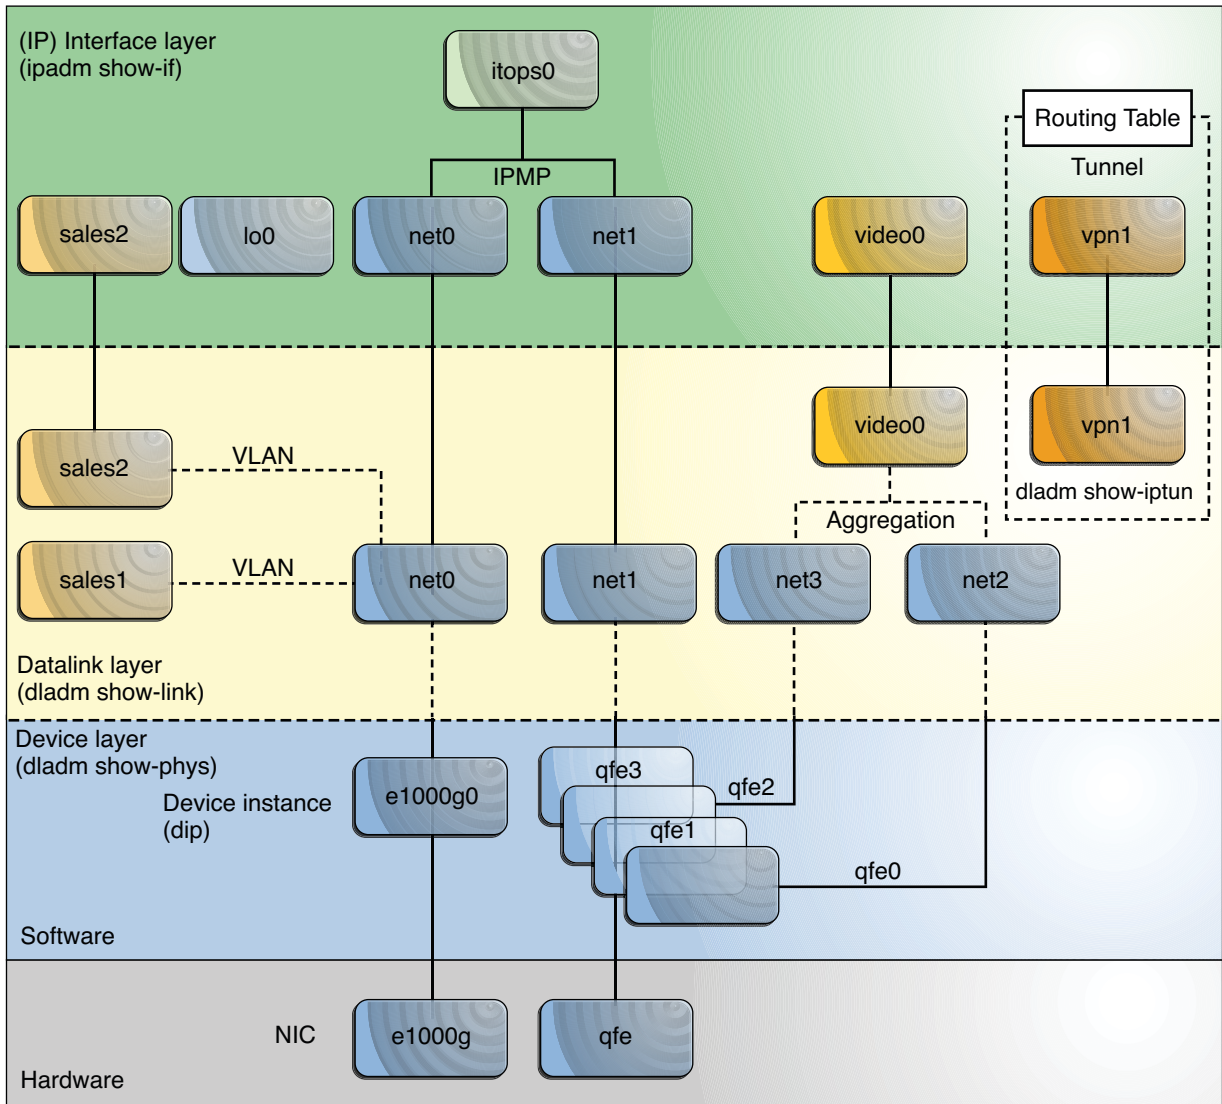 (IP) Interface layer
(ipadm show-if)
itops0
Routing Table
Tunnel
IPMP
sales2
lo0
net0
net1
video0
vpn1
video0
vpn1
sales2
VLAN
dladm show-iptun
Aggregation
sales1
VLAN
net0
net1
net3
net2
Datalink layer
(dladm show-link)
Device layer
(dladm show-phys)
Device instance
(dip)
e1000g0
qfe3
qfe2
qfe1
qfe0
Software
NIC
e1000g
qfe
Hardware